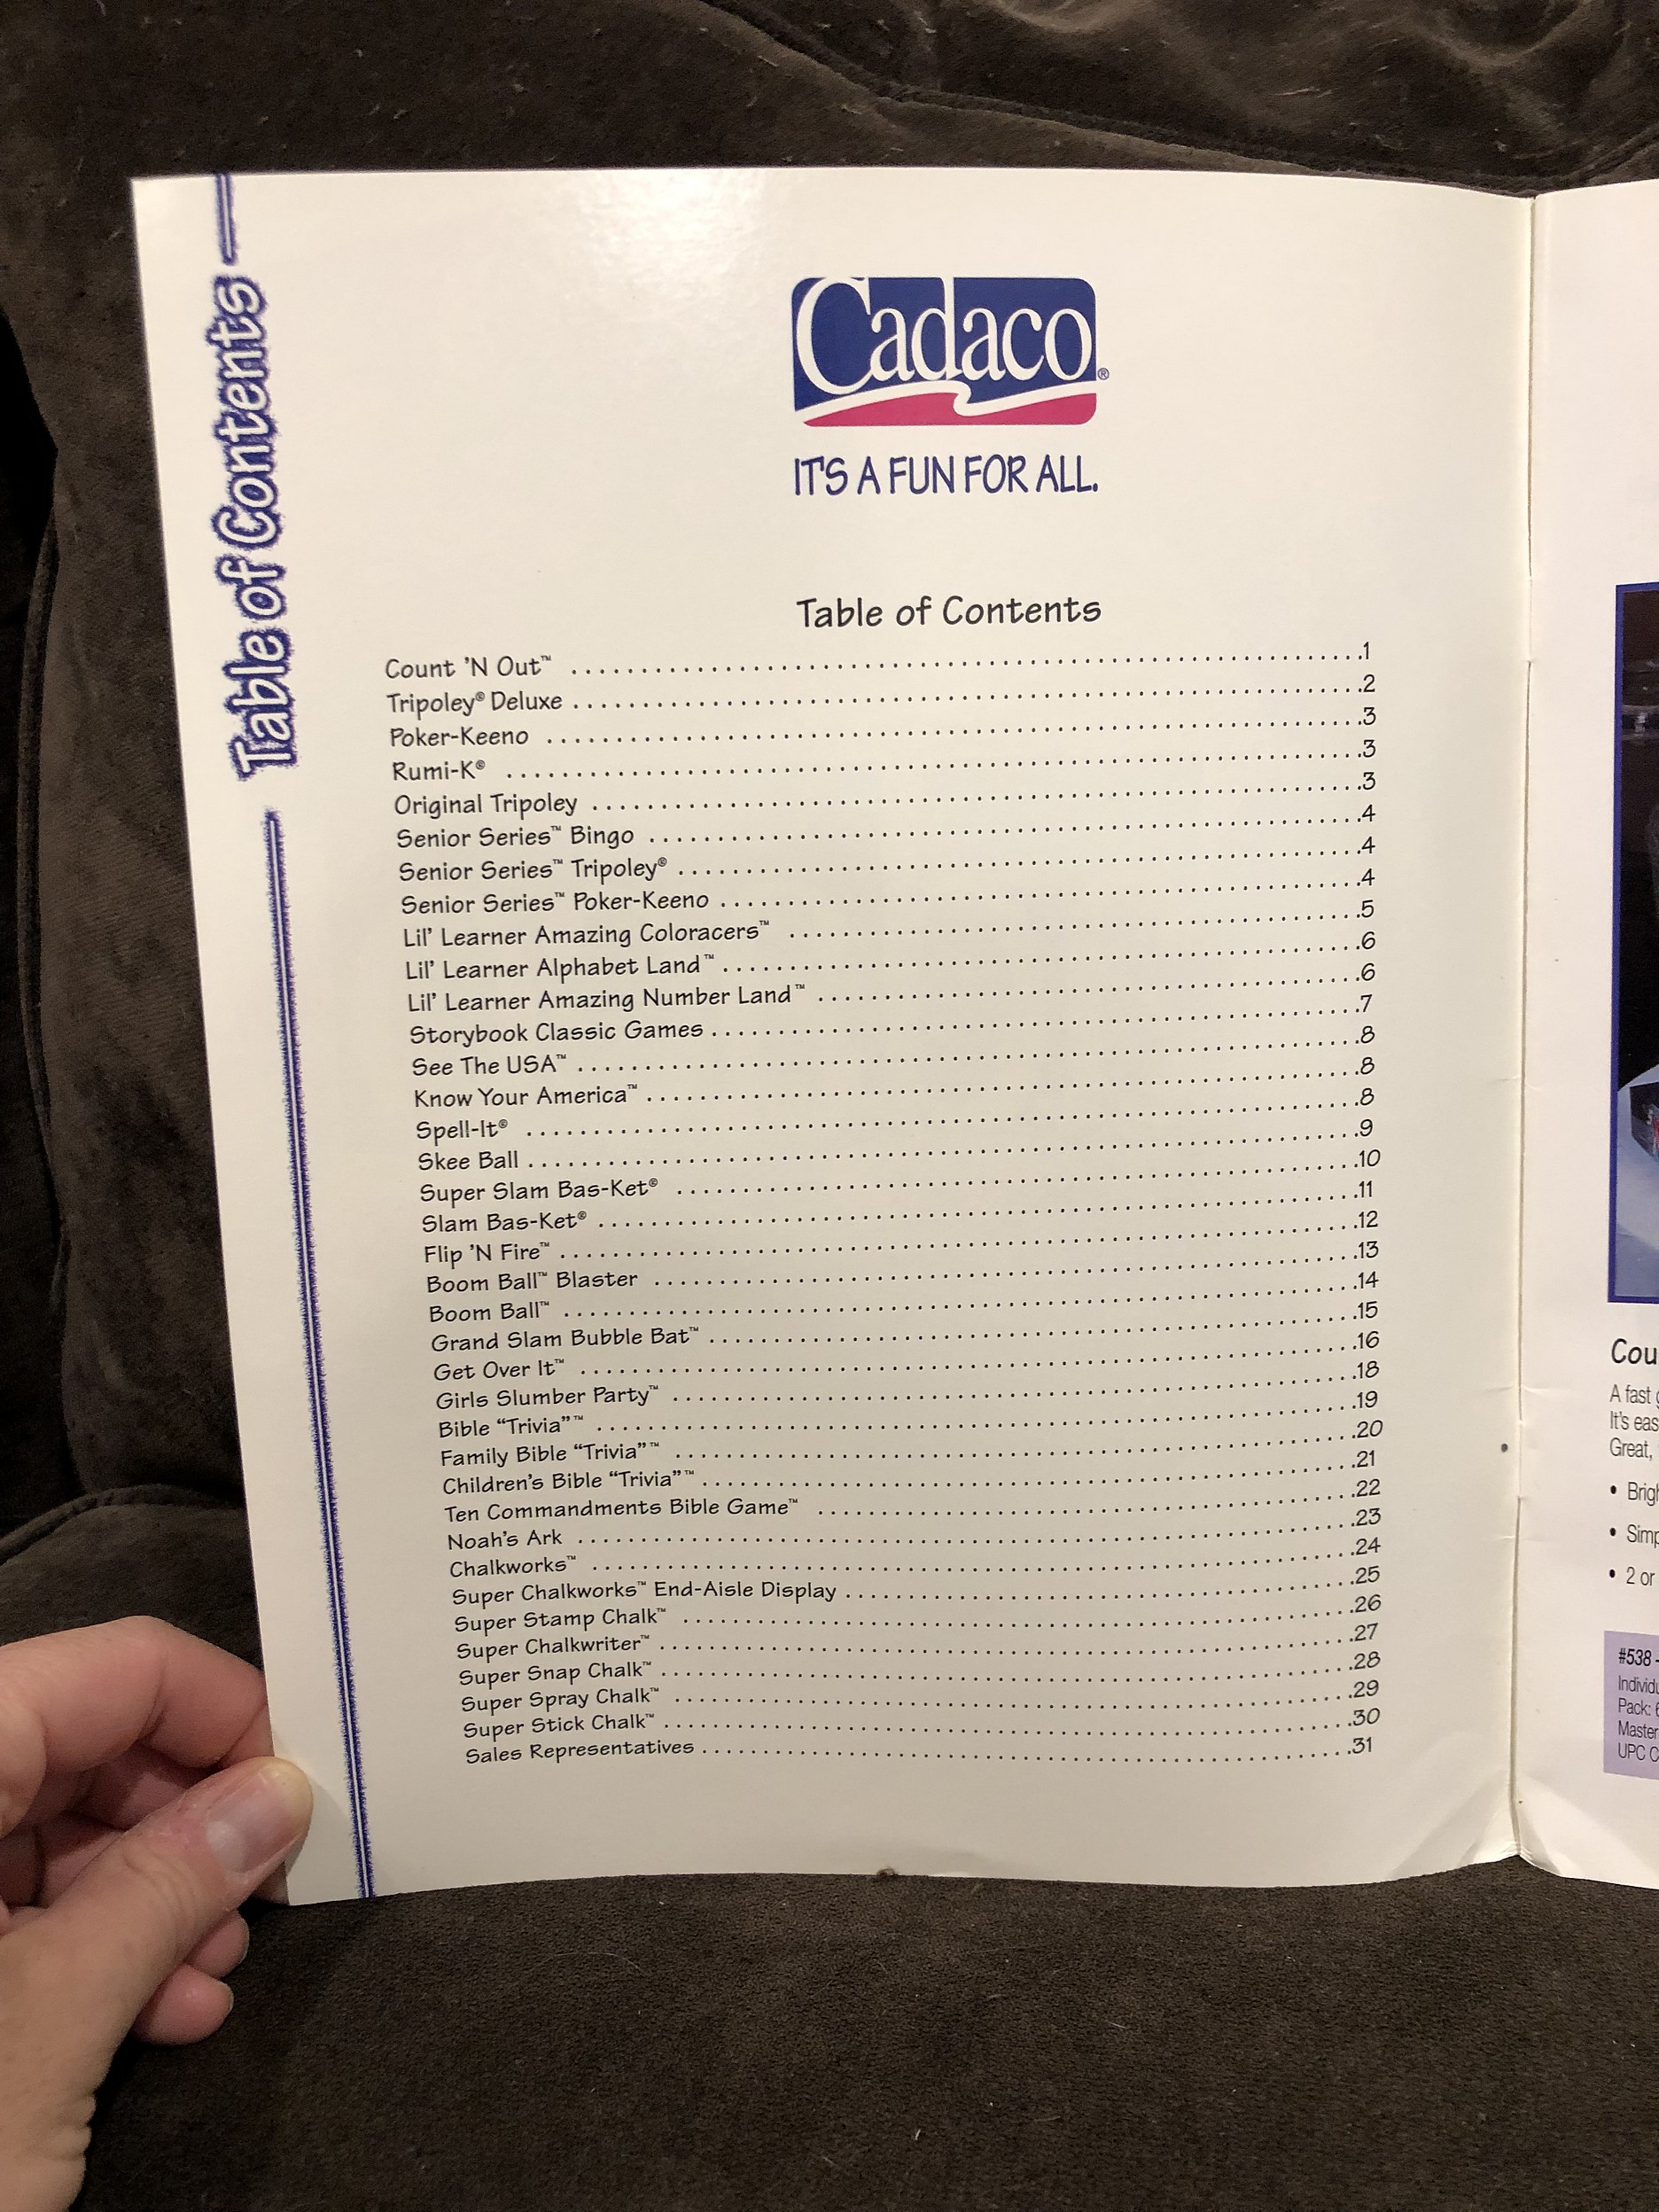 Table of Contents
Cadaco®
IT'S A FUN FOR ALL.
Table of Contents
Count 'N Out™ ........ 1
Tripoley® Deluxe ........ 2
Poker-Keeno ........ 3
Rumi-K® ........ 3
Original Tripoley ........ 3
Senior Series™ Bingo ........ 4
Senior Series™ Tripoley® ........ 4
Senior Series™ Poker-Keeno ........ 4
Lil' Learner Amazing Coloracers™ ........ 5
Lil' Learner Alphabet Land™ ........ 6
Lil' Learner Amazing Number Land™ ........ 6
Storybook Classic Games ........ 7
See The USA™ ........ 8
Know Your America™ ........ 8
Spell-It® ........ 8
Skee Ball ........ 9
Super Slam Bas-Ket® ........ 10
Slam Bas-Ket® ........ 11
Flip 'N Fire™ ........ 12
Boom Ball™ Blaster ........ 13
Boom Ball™ ........ 14
Grand Slam Bubble Bat™ ........ 15
Get Over It™ ........ 16
Girls Slumber Party™ ........ 18
Bible “Trivia”™ ........ 19
Family Bible “Trivia”™ ........ 20
Children's Bible “Trivia”™ ........ 21
Ten Commandments Bible Game™ ........ 22
Noah's Ark ........ 23
Chalkworks™ ........ 24
Super Chalkworks™ End-Aisle Display ........ 25
Super Stamp Chalk™ ........ 26
Super Chalkwriter™ ........ 27
Super Snap Chalk™ ........ 28
Super Spray Chalk™ ........ 29
Super Stick Chalk™ ........ 30
Sales Representatives ........ 31
A fast
It's
Great,
• 2 or
#538 -
Pack: 6
Master
UPC